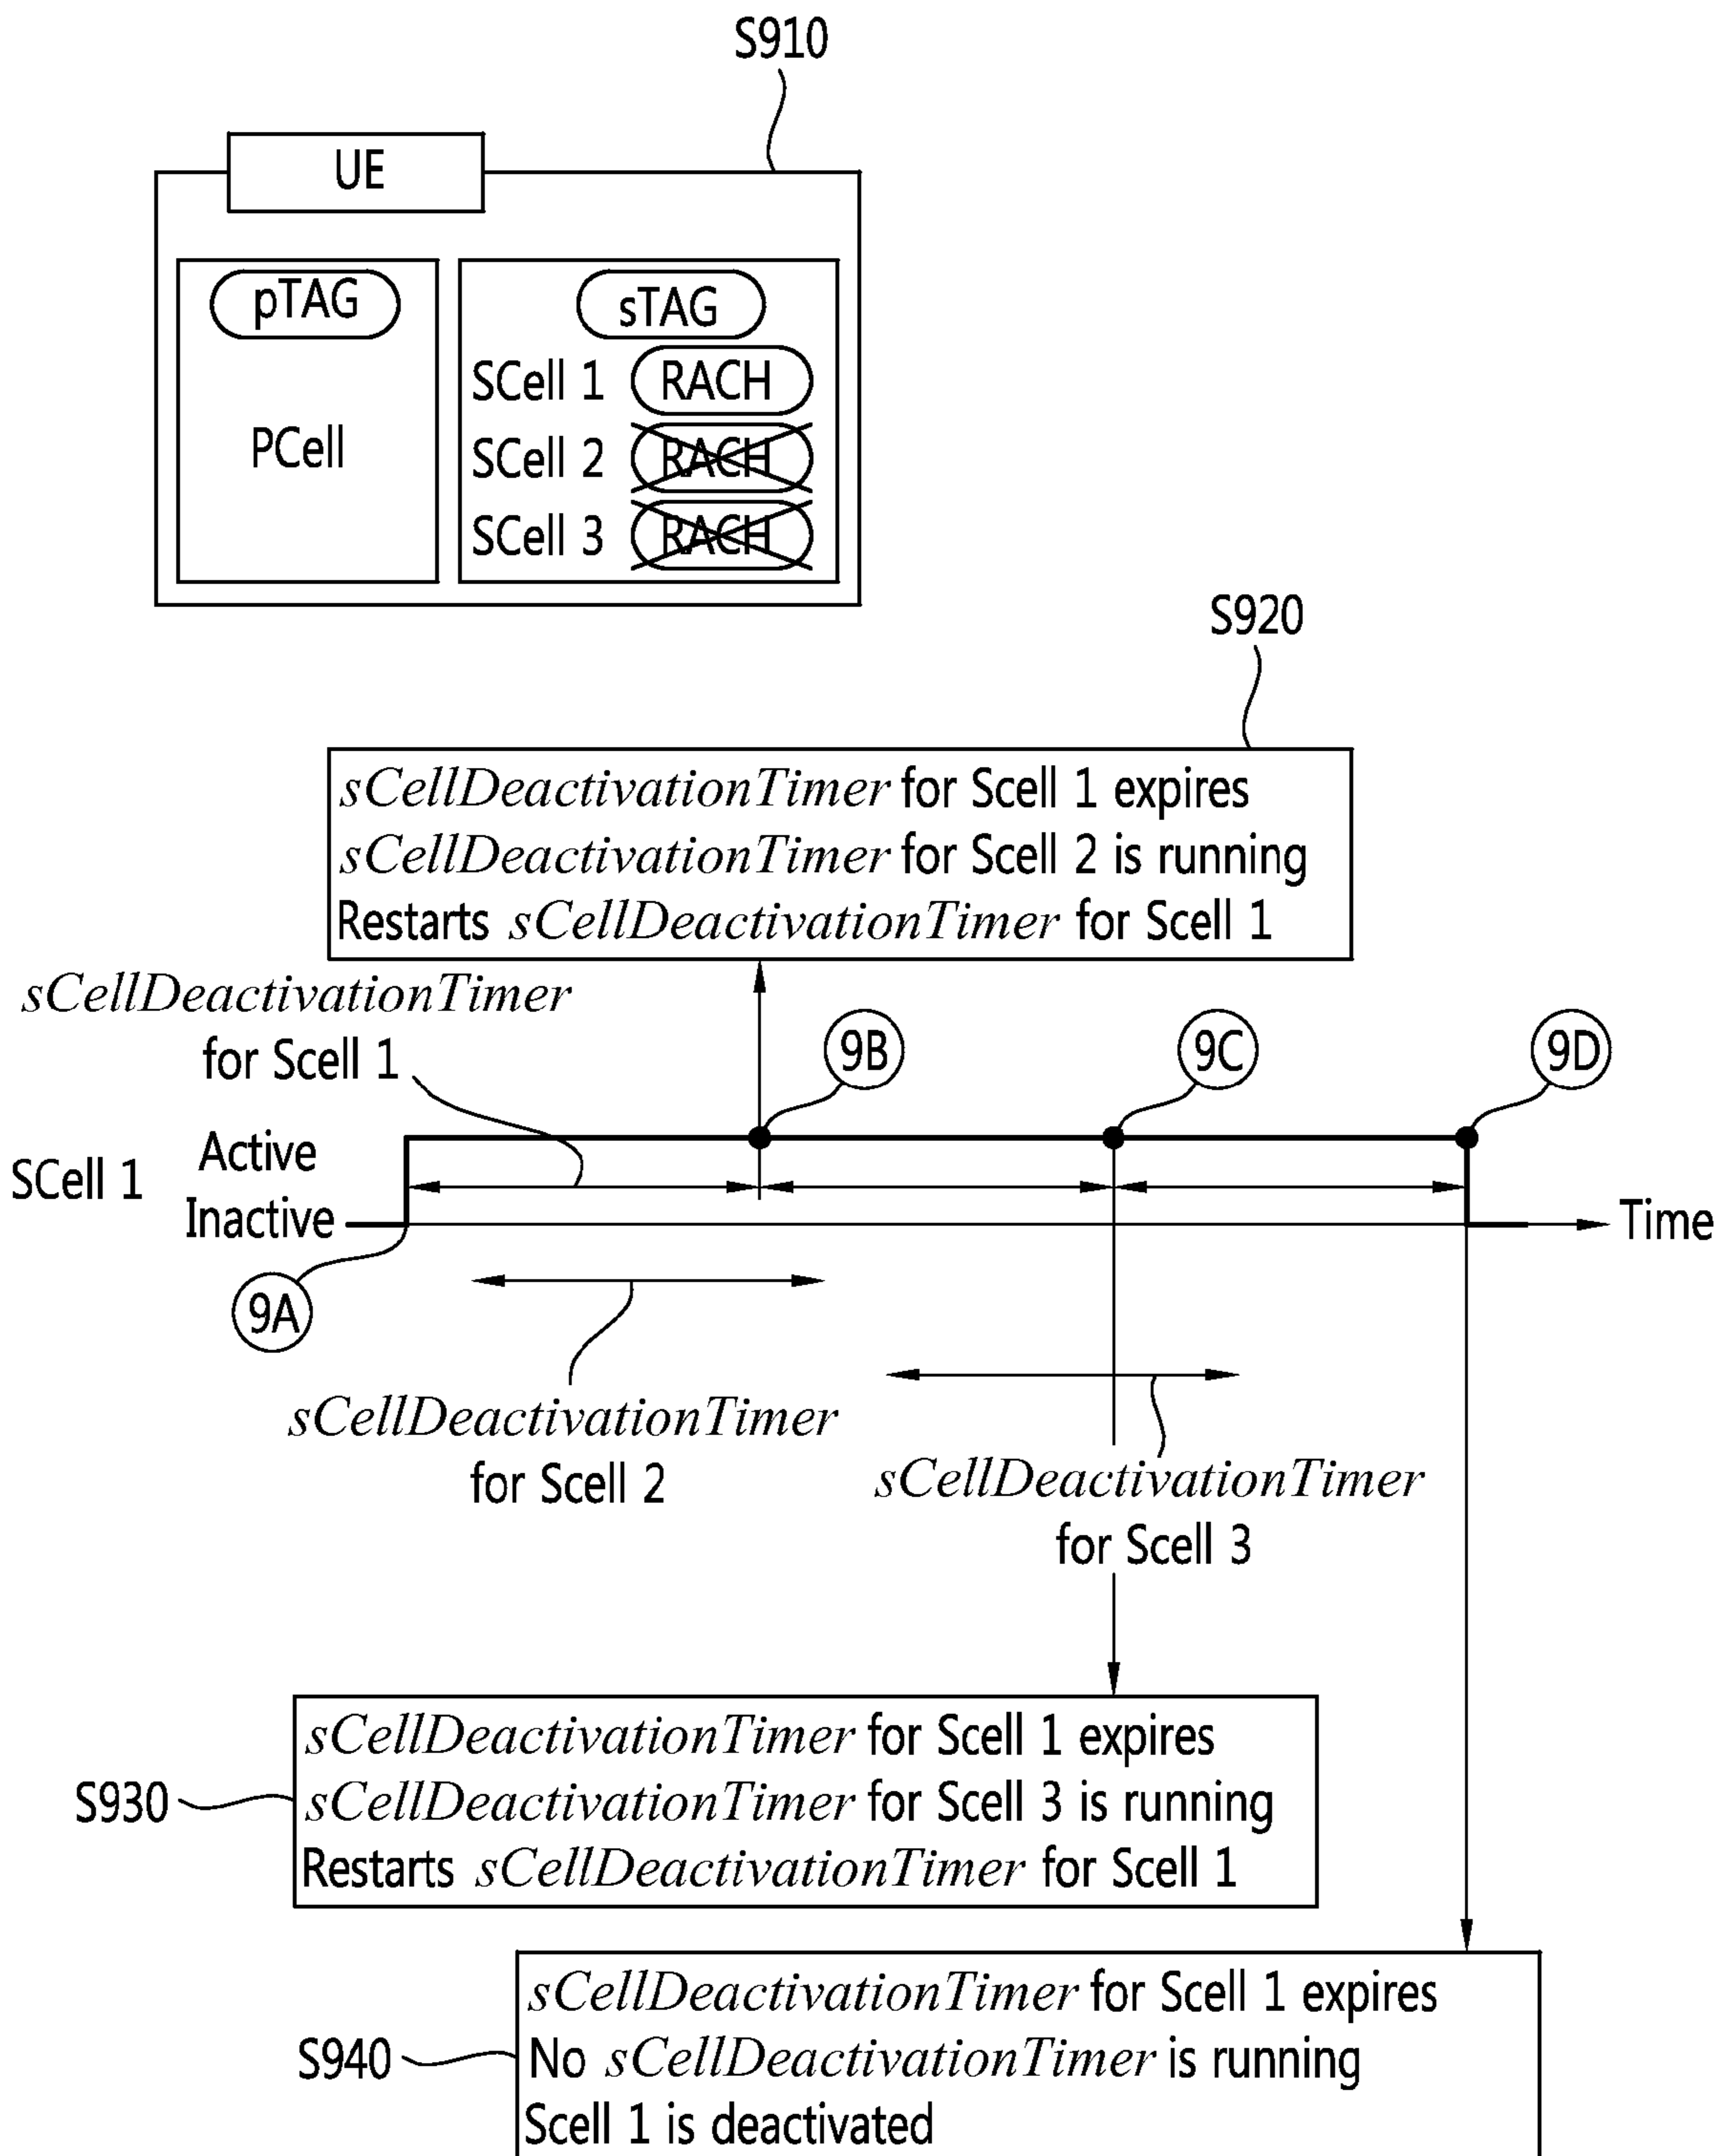 S910
UE
pTAG
sTAG
SCell 1 RACH
PCell
SCell 2 RACH
SCell 3 RACH
S920
sCellDeactivationTimer for Scell 1 expires
sCellDeactivationTimer for Scell 2 is running
Restarts sCellDeactivationTimer for Scell 1
sCellDeactivationTimer
for Scell 1
9B
9C
9D
SCell 1
Active
Inactive
Time
9A
sCellDeactivationTimer
for Scell 2
sCellDeactivationTimer
for Scell 3
S930
sCellDeactivationTimer for Scell 1 expires
sCellDeactivationTimer for Scell 3 is running
Restarts sCellDeactivationTimer for Scell 1
S940
sCellDeactivationTimer for Scell 1 expires
No sCellDeactivationTimer is running
Scell 1 is deactivated